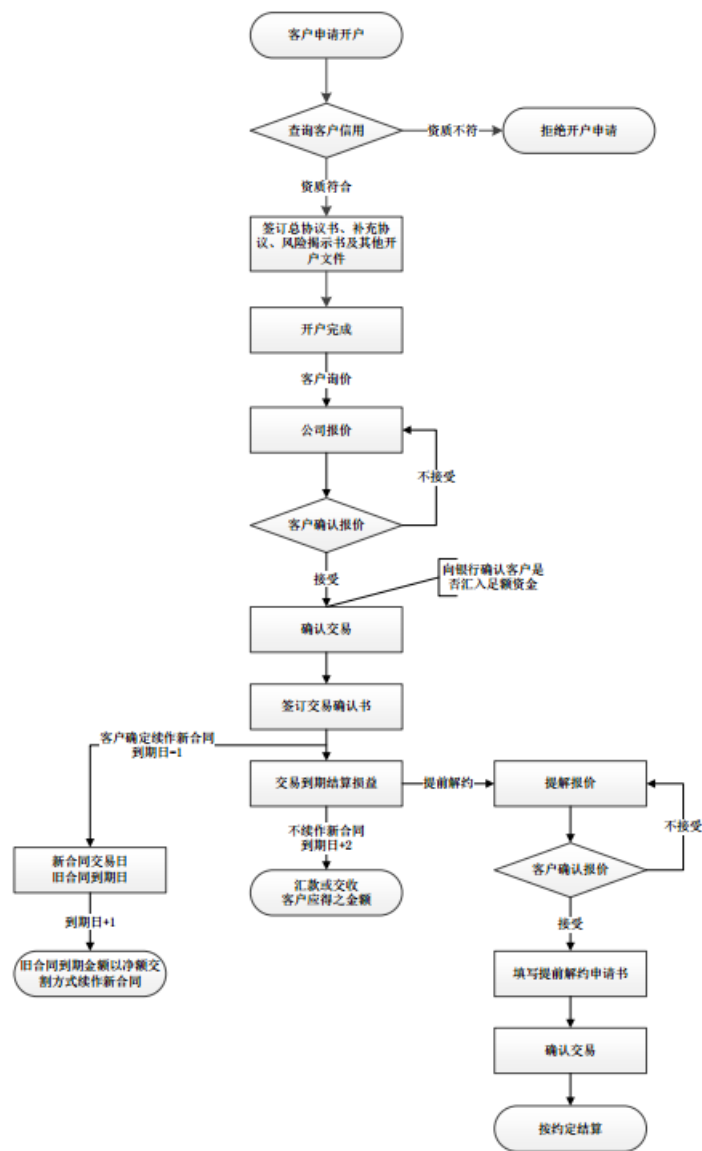 客户申请开户
查询客户信用
资质不符
拒绝开户申请
资质符合
签订总协议书、补充协
议、风险揭示书及其他开
户文件
开户完成
客户询价
公司报价
不接受
客户确认报价
接受
向银行确认客户是
否汇入足额资金
确认交易
签订交易确认书
客户确定续作新合同
到期日-1
交易到期结算损益
提前解约
提解报价
不续作新合同
到期日+2
不接受
新合同交易日
旧合同到期日
客户确认报价
汇款或交收
客户应得之金额
到期日+1
接受
旧合同到期金额以净额交
割方式续作新合同
填写提前解约申请书
确认交易
按约定结算